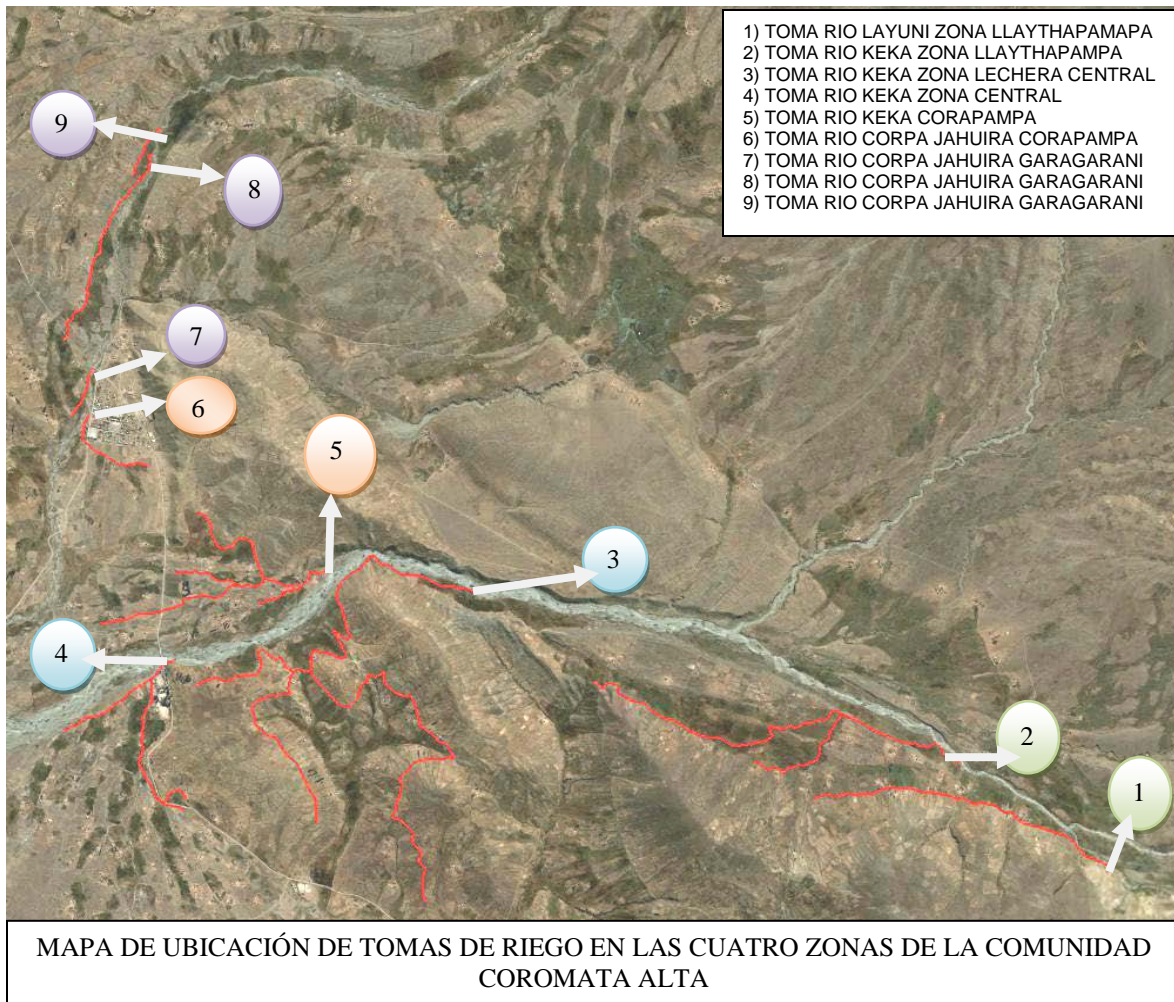 1) TOMA RIO LAYUNI ZONA LLAYTHAPAMAPA
2) TOMA RIO KEKA ZONA LLAYTHAPAMPA
3) TOMA RIO KEKA ZONA LECHERA CENTRAL
4) TOMA RIO KEKA ZONA CENTRAL
5) TOMA RIO KEKA CORAPAMPA
6) TOMA RIO CORPA JAHUIRA CORAPAMPA
7) TOMA RIO CORPA JAHUIRA GARAGARANI
8) TOMA RIO CORPA JAHUIRA GARAGARANI
9) TOMA RIO CORPA JAHUIRA GARAGARANI
9
8
7
6
5
3
4
2
1
MAPA DE UBICACIÓN DE TOMAS DE RIEGO EN LAS CUATRO ZONAS DE LA COMUNIDAD
COROMATA ALTA